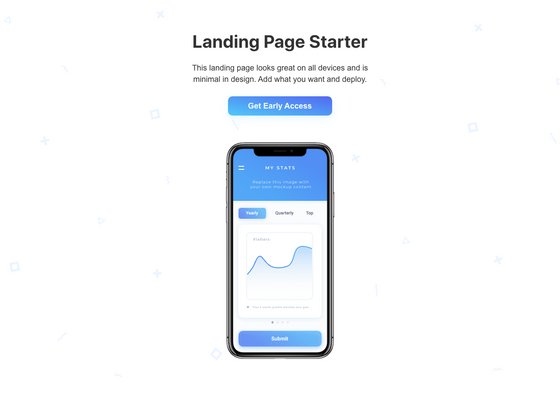 Landing Page Starter
This landing page looks great on all devices and is
minimal in design. Add what you want and deploy.
Get Early Access
MY STATS
Replace this image with
your own mockup content
Yearly Quarterly Top
Submit